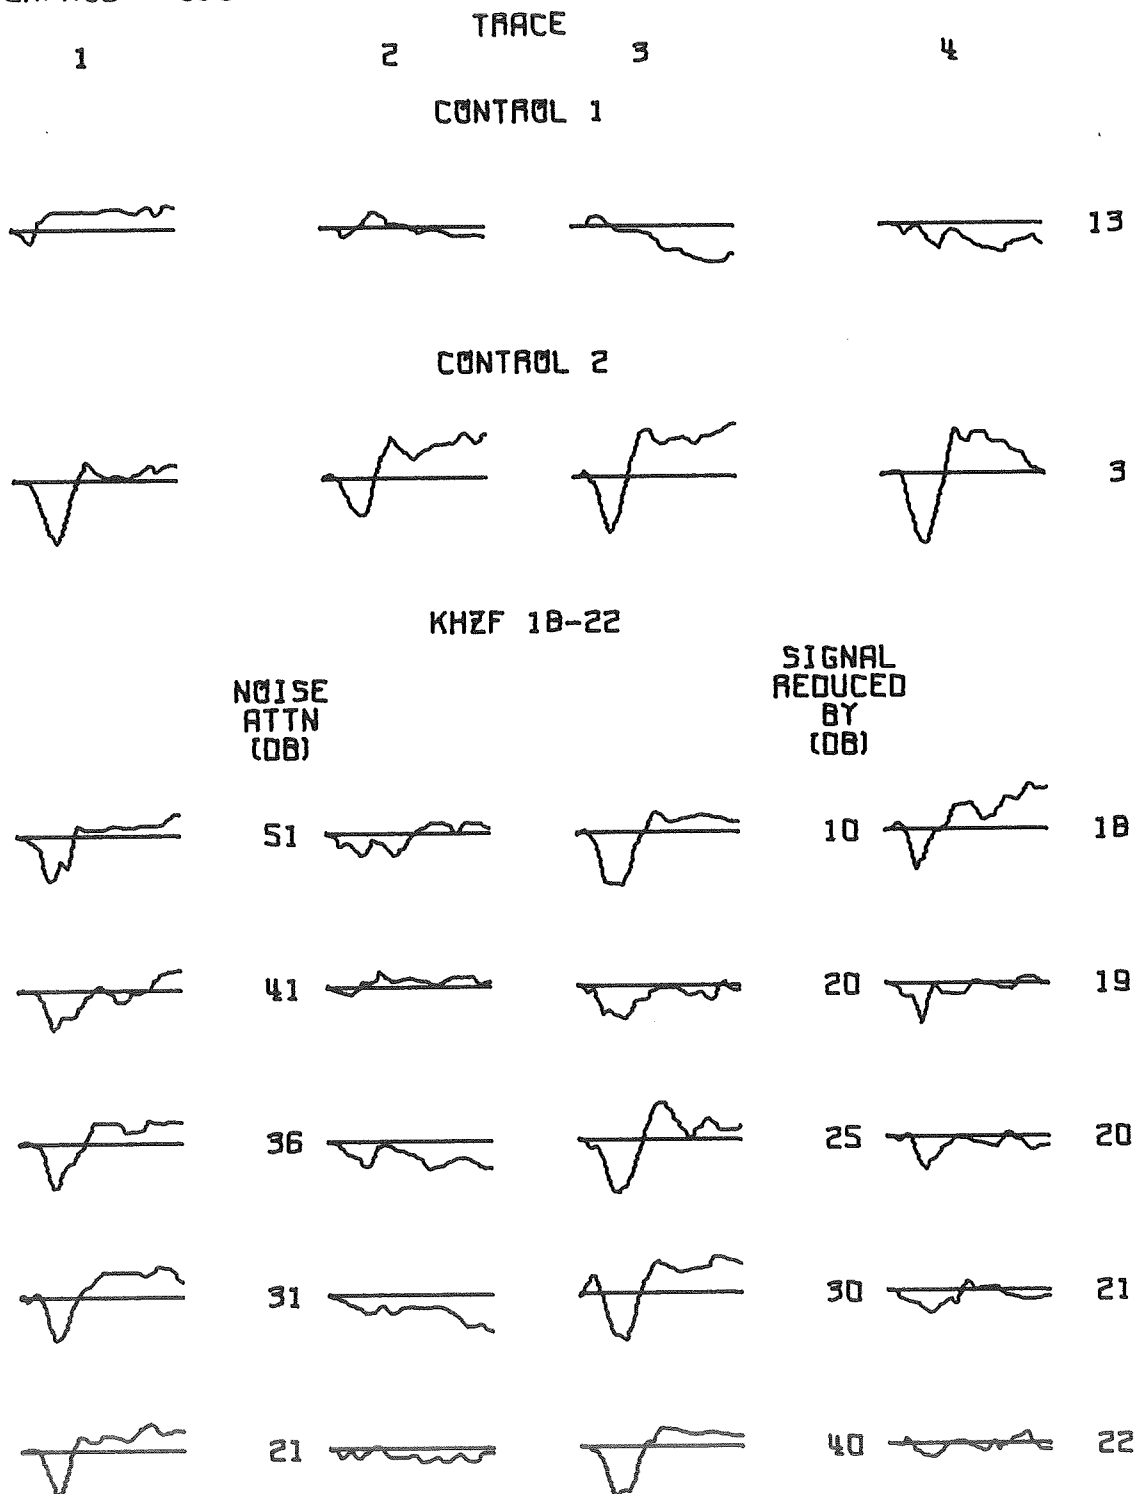 TRACE
1 2 3 4
CONTROL 1
13
CONTROL 2
3
KHZF 18-22
NOISE
ATTN
(DB)
SIGNAL
REDUCED
BY
(DB)
51 10 18
41 20 19
36 25 20
31 30 21
21 40 22